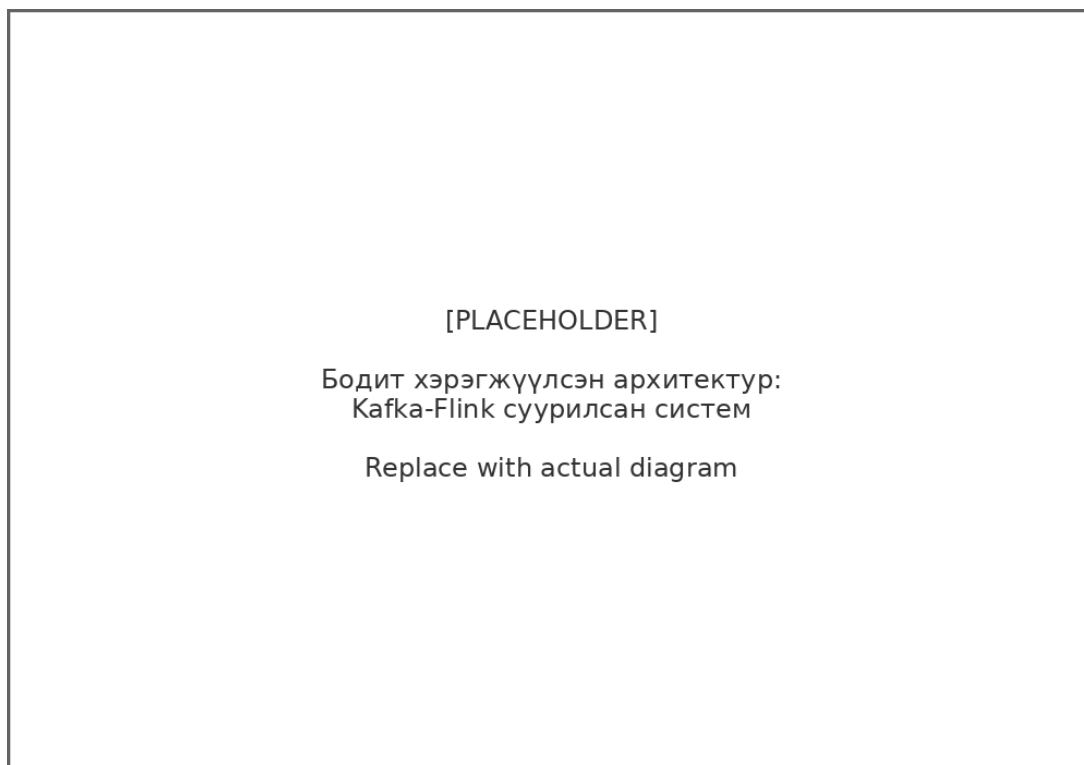 [PLACEHOLDER]
Бодит хэрэгжүүлсэн архитектур:
Kafka-Flink суурилсан систем
Replace with actual diagram